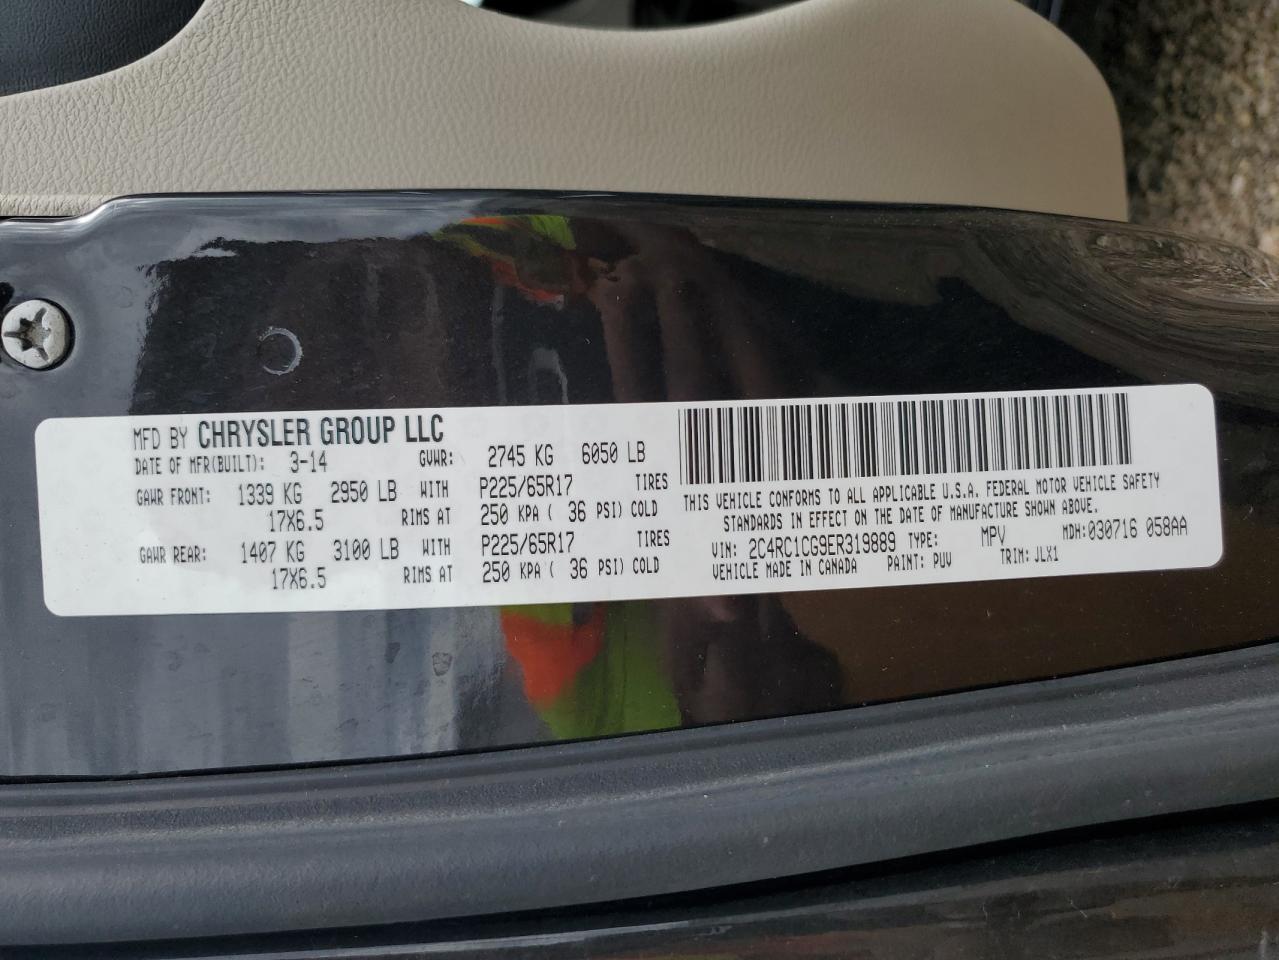 MFD BY CHRYSLER GROUP LLC
DATE OF MFR(BUILT): 3-14 GVWR: 2745 KG 6050 LB
GAWR FRONT: 1339 KG 2950 LB WITH P225/65R17 TIRES
17X6.5 RIMS AT 250 KPA ( 36 PSI) COLD
GAWR REAR: 1407 KG 3100 LB WITH P225/65R17 TIRES
17X6.5 RIMS AT 250 KPA ( 36 PSI) COLD
THIS VEHICLE CONFORMS TO ALL APPLICABLE U.S.A. FEDERAL MOTOR VEHICLE SAFETY
STANDARDS IN EFFECT ON THE DATE OF MANUFACTURE SHOWN ABOVE.
VIN: 2C4RC1CG9ER319889 TYPE: MPV MDH:030716 058AA
VEHICLE MADE IN CANADA PAINT: PUV TRIM: JLX1